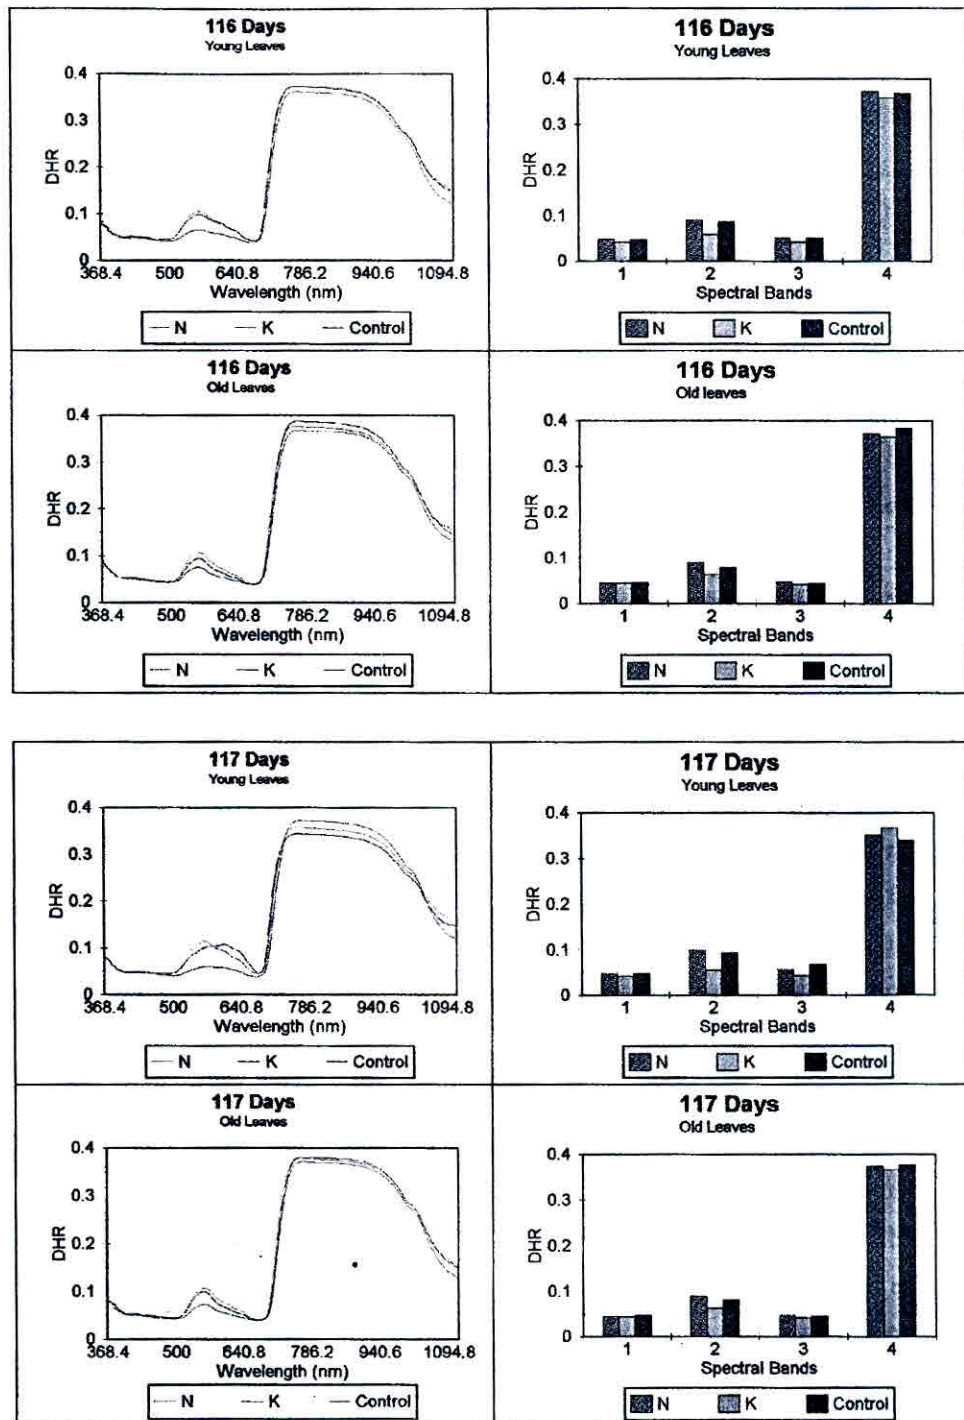 116 Days
Young Leaves
0.4
0.3
0.2
0.1
0
DHR
368.4 500 640.8 786.2 940.6 1094.8
Wavelength (nm)
N K Control
116 Days
Young Leaves
0.4
0.3
0.2
0.1
0
DHR
1 2 3 4
Spectral Bands
N K Control
116 Days
Old Leaves
0.4
0.3
0.2
0.1
0
DHR
368.4 500 640.8 786.2 940.6 1094.8
Wavelength (nm)
N K Control
116 Days
Old leaves
0.4
0.3
0.2
0.1
0
DHR
1 2 3 4
Spectral Bands
N K Control
117 Days
Young Leaves
0.4
0.3
0.2
0.1
0
DHR
368.4 500 640.8 786.2 940.6 1094.8
Wavelength (nm)
N K Control
117 Days
Young Leaves
0.4
0.3
0.2
0.1
0
DHR
1 2 3 4
Spectral Bands
N K Control
117 Days
Old Leaves
0.4
0.3
0.2
0.1
0
DHR
368.4 500 640.8 786.2 940.6 1094.8
Wavelength (nm)
N K Control
117 Days
Old Leaves
0.4
0.3
0.2
0.1
0
DHR
1 2 3 4
Spectral Bands
N K Control